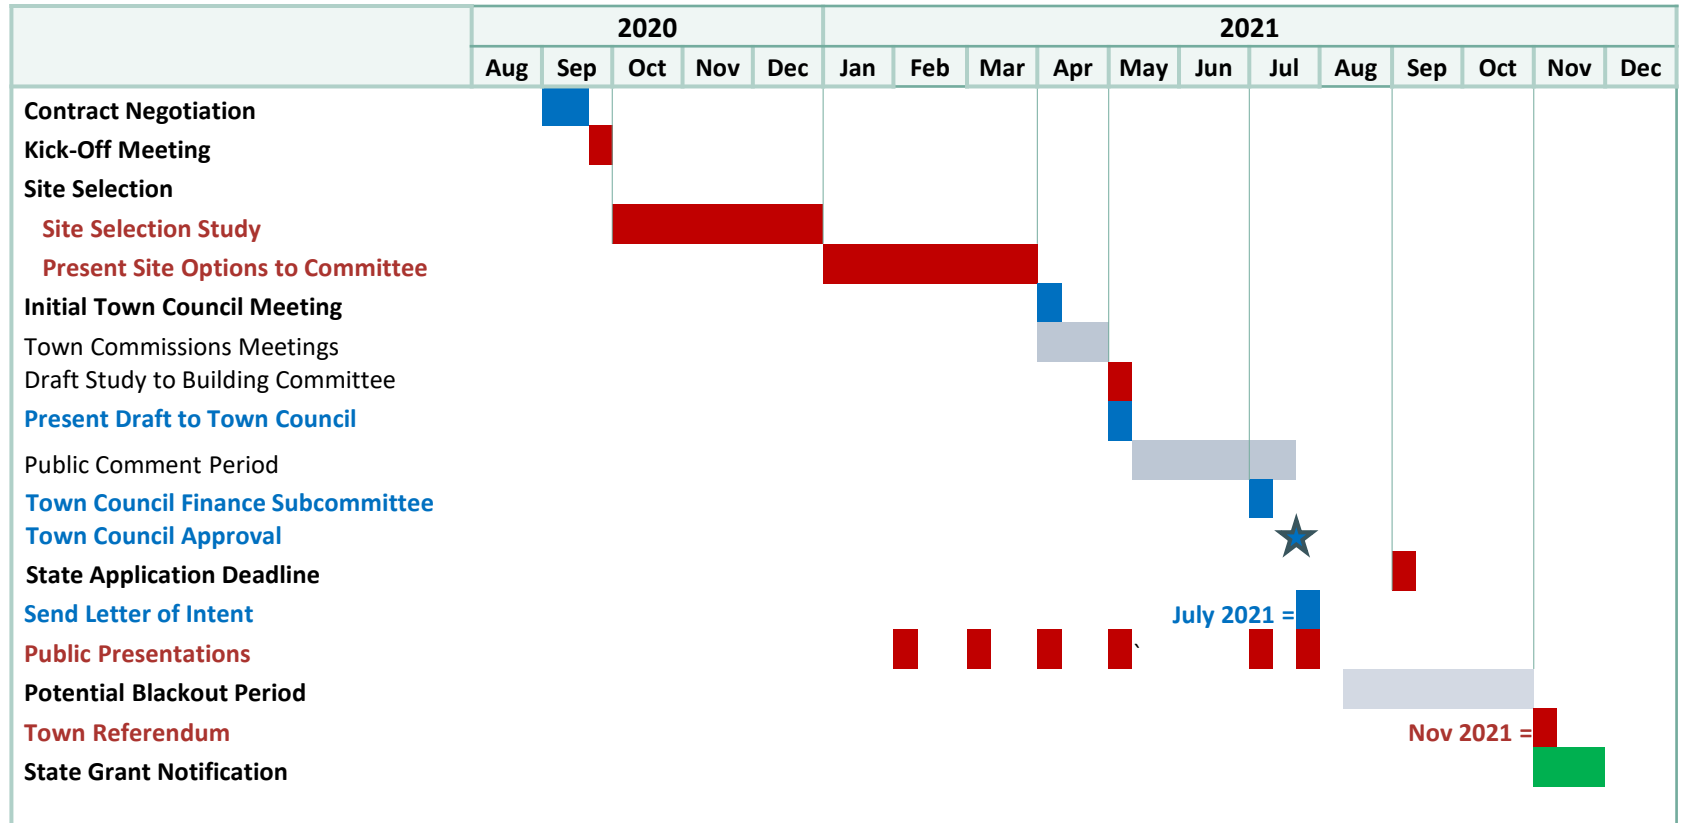 2020 2021
Aug Sep Oct Nov Dec Jan Feb Mar Apr May Jun Jul Aug Sep Oct Nov Dec
Contract Negotiation
Kick-Off Meeting
Site Selection
Site Selection Study
Present Site Options to Committee
Initial Town Council Meeting
Town Commissions Meetings
Draft Study to Building Committee
Present Draft to Town Council
Public Comment Period
Town Council Finance Subcommittee
Town Council Approval
State Application Deadline
Send Letter of Intent July 2021 =
Public Presentations `
Potential Blackout Period
Town Referendum Nov 2021 =
State Grant Notification